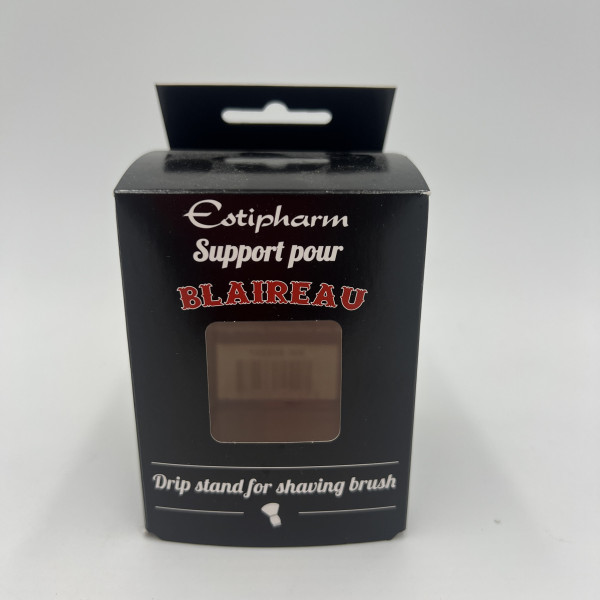 Estipharm
Support pour
BLAIREAU
Drip stand for shaving brush